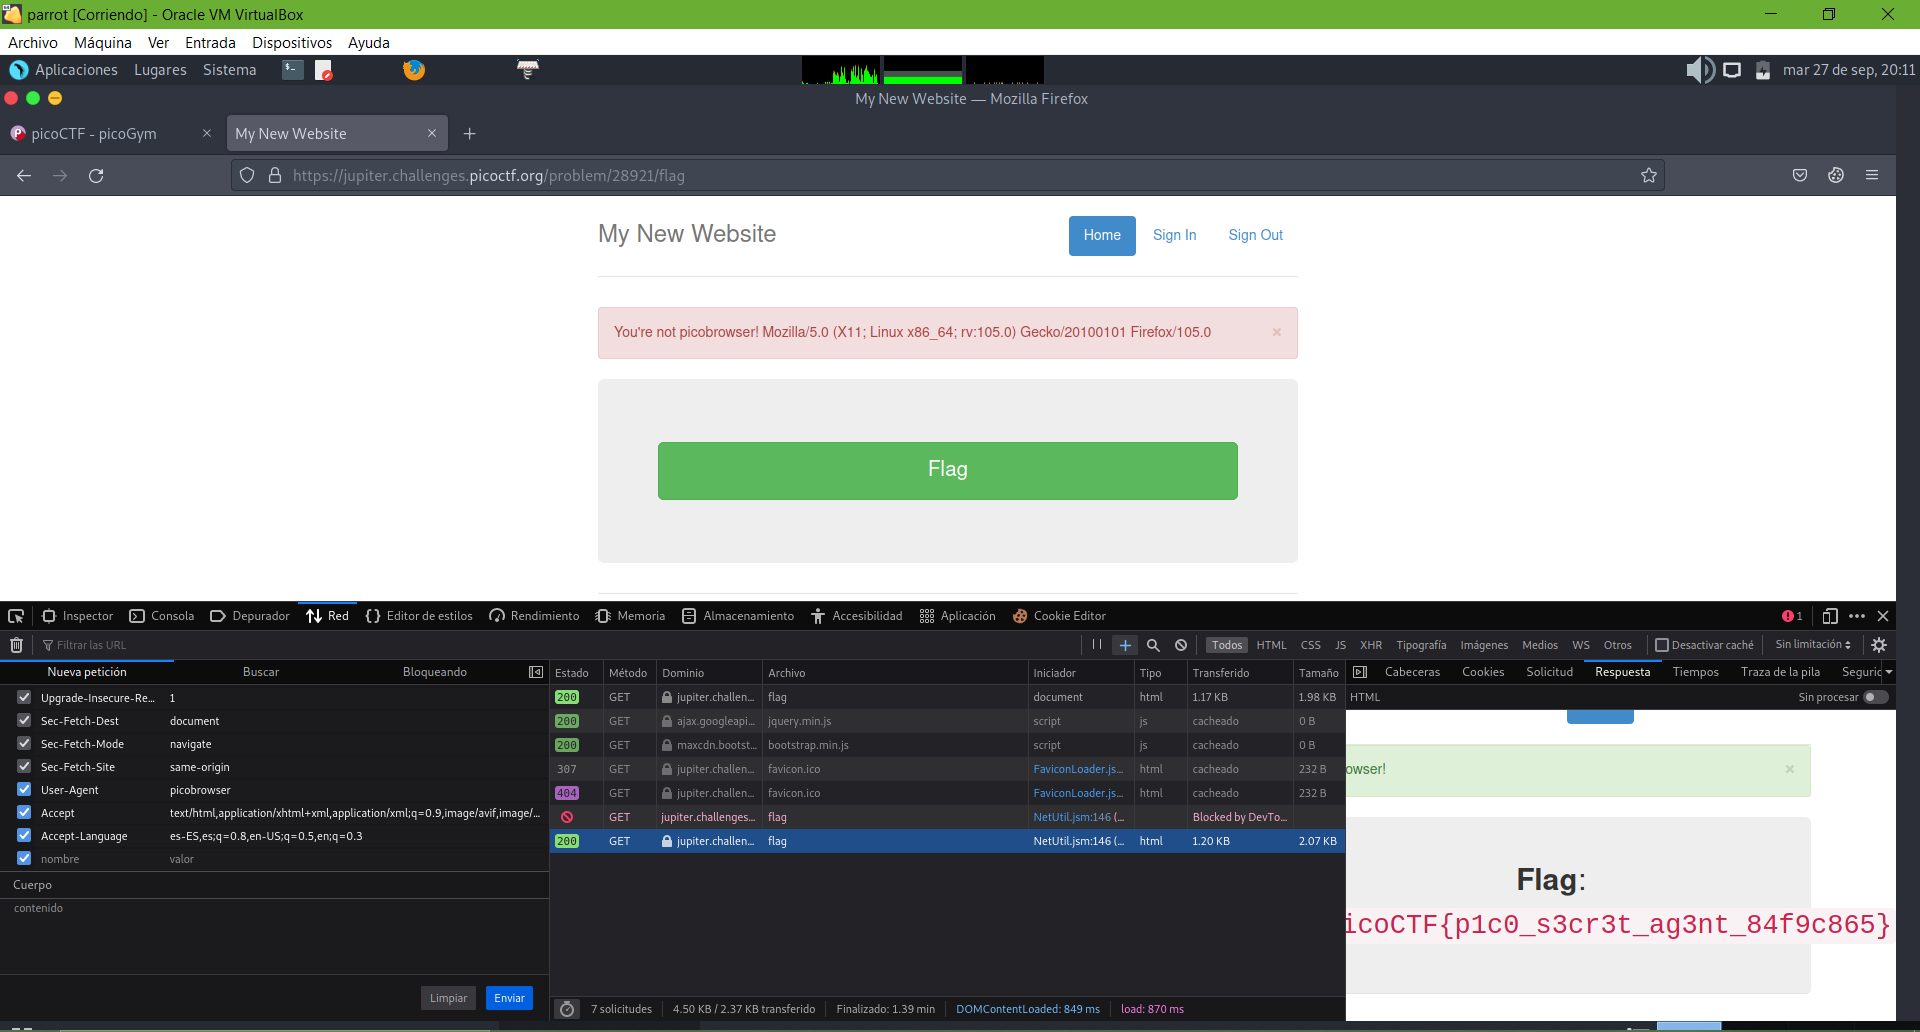 parrot [Corriendo] - Oracle VM VirtualBox
Archivo Máquina Ver Entrada Dispositivos Ayuda
Aplicaciones Lugares Sistema mar 27 de sep, 20:11
My New Website — Mozilla Firefox
picoCTF - picoGym My New Website
https://jupiter.challenges.picoctf.org/problem/28921/flag
My New Website Home Sign In Sign Out
You're not picobrowser! Mozilla/5.0 (X11; Linux x86_64; rv:105.0) Gecko/20100101 Firefox/105.0 ×
Flag
Inspector Consola Depurador Red Editor de estilos Rendimiento Memoria Almacenamiento Accesibilidad Aplicación Cookie Editor 1
Filtrar las URL Todos HTML CSS JS XHR Tipografía Imágenes Medios WS Otros Desactivar caché Sin limitación
Nueva petición Buscar Bloqueando
Upgrade-Insecure-Re... 1
Sec-Fetch-Dest document
Sec-Fetch-Mode navigate
Sec-Fetch-Site same-origin
User-Agent picobrowser
Accept text/html,application/xhtml+xml,application/xml;q=0.9,image/avif,image/...
Accept-Language es-ES,es;q=0.8,en-US;q=0.5,en;q=0.3
nombre valor
Cuerpo
contenido
Limpiar Enviar
Estado Método Dominio Archivo Iniciador Tipo Transferido Tamaño
200 GET jupiter.challen... flag document html 1.17 KB 1.98 KB
200 GET ajax.googleapi... jquery.min.js script js cacheado 0 B
200 GET maxcdn.bootst... bootstrap.min.js script js cacheado 0 B
307 GET jupiter.challen... favicon.ico FaviconLoader.js... html cacheado 232 B
404 GET jupiter.challen... favicon.ico FaviconLoader.js... html cacheado 232 B
GET jupiter.challenges... flag NetUtil.jsm:146 (... Blocked by DevTo...
200 GET jupiter.challen... flag NetUtil.jsm:146 (... html 1.20 KB 2.07 KB
7 solicitudes 4.50 KB / 2.37 KB transferido Finalizado: 1.39 min DOMContentLoaded: 849 ms load: 870 ms
Cabeceras Cookies Solicitud Respuesta Tiempos Traza de la pila Seguric
HTML Sin procesar
owser! ×
Flag:
icoCTF{p1c0_s3cr3t_ag3nt_84f9c865}